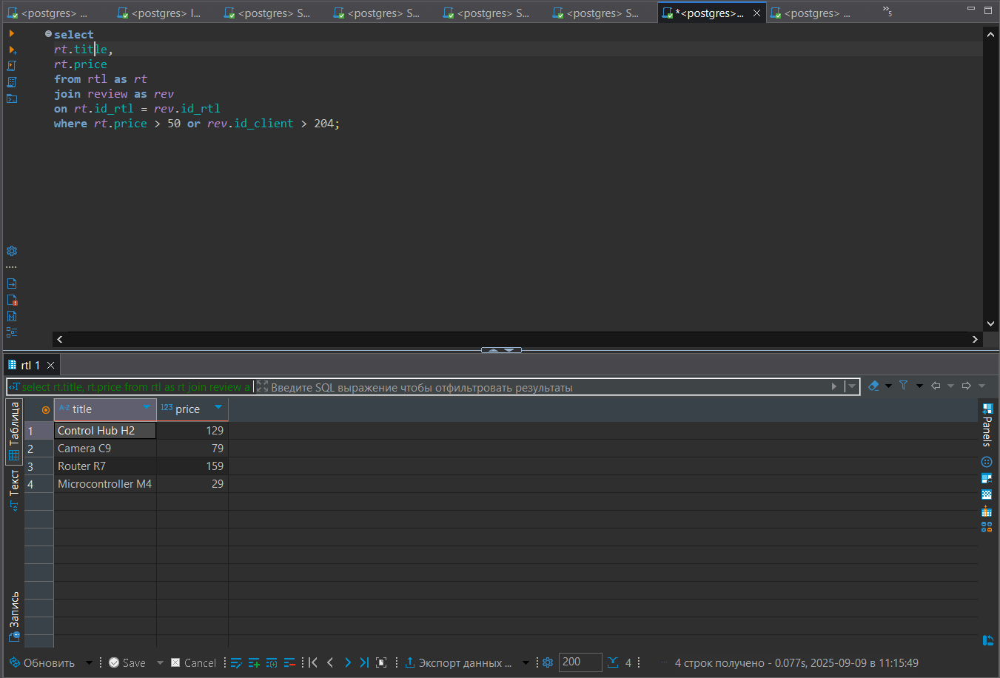 <postgres> ...
<postgres> I...
<postgres> S...
<postgres> S...
<postgres> S...
<postgres> S...
*<postgres>...
<postgres> ...
»5
select
rt.title,
rt.price
from rtl as rt
join review as rev
on rt.id_rtl = rev.id_rtl
where rt.price > 50 or rev.id_client > 204;
rtl 1
select rt.title, rt.price from rtl as rt join review a
Введите SQL выражение чтобы отфильтровать результаты
Таблица
Текст
Запись
A-Z title
123 price
1 Control Hub H2 129
2 Camera C9 79
3 Router R7 159
4 Microcontroller M4 29
Panels
Обновить
Save
Cancel
Экспорт данных ...
200
4
4 строк получено - 0.077s, 2025-09-09 в 11:15:49